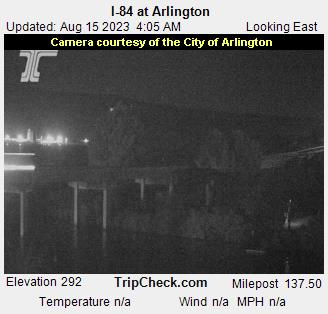 I-84 at Arlington
Updated: Aug 15 2023 4:05 AM Looking East
Camera courtesy of the City of Arlington
Elevation 292 TripCheck.com Milepost 137.50
Temperature n/a Wind n/a MPH n/a